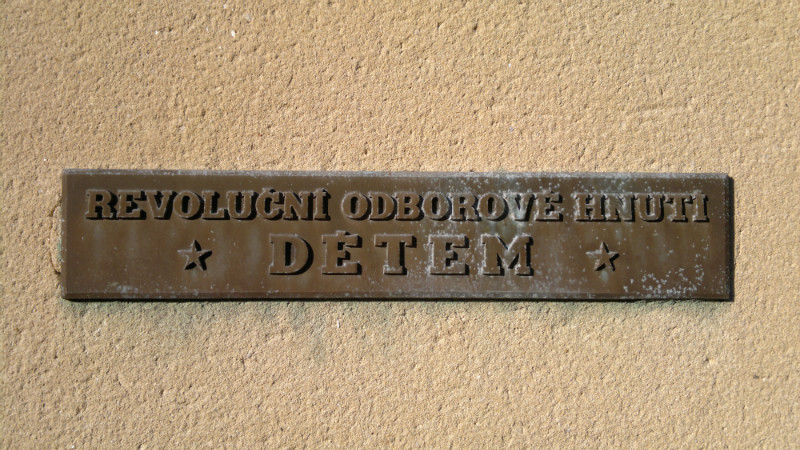 REVOLUČNÍ ODBOROVÉ HNUTÍ
★ DĚTEM ★